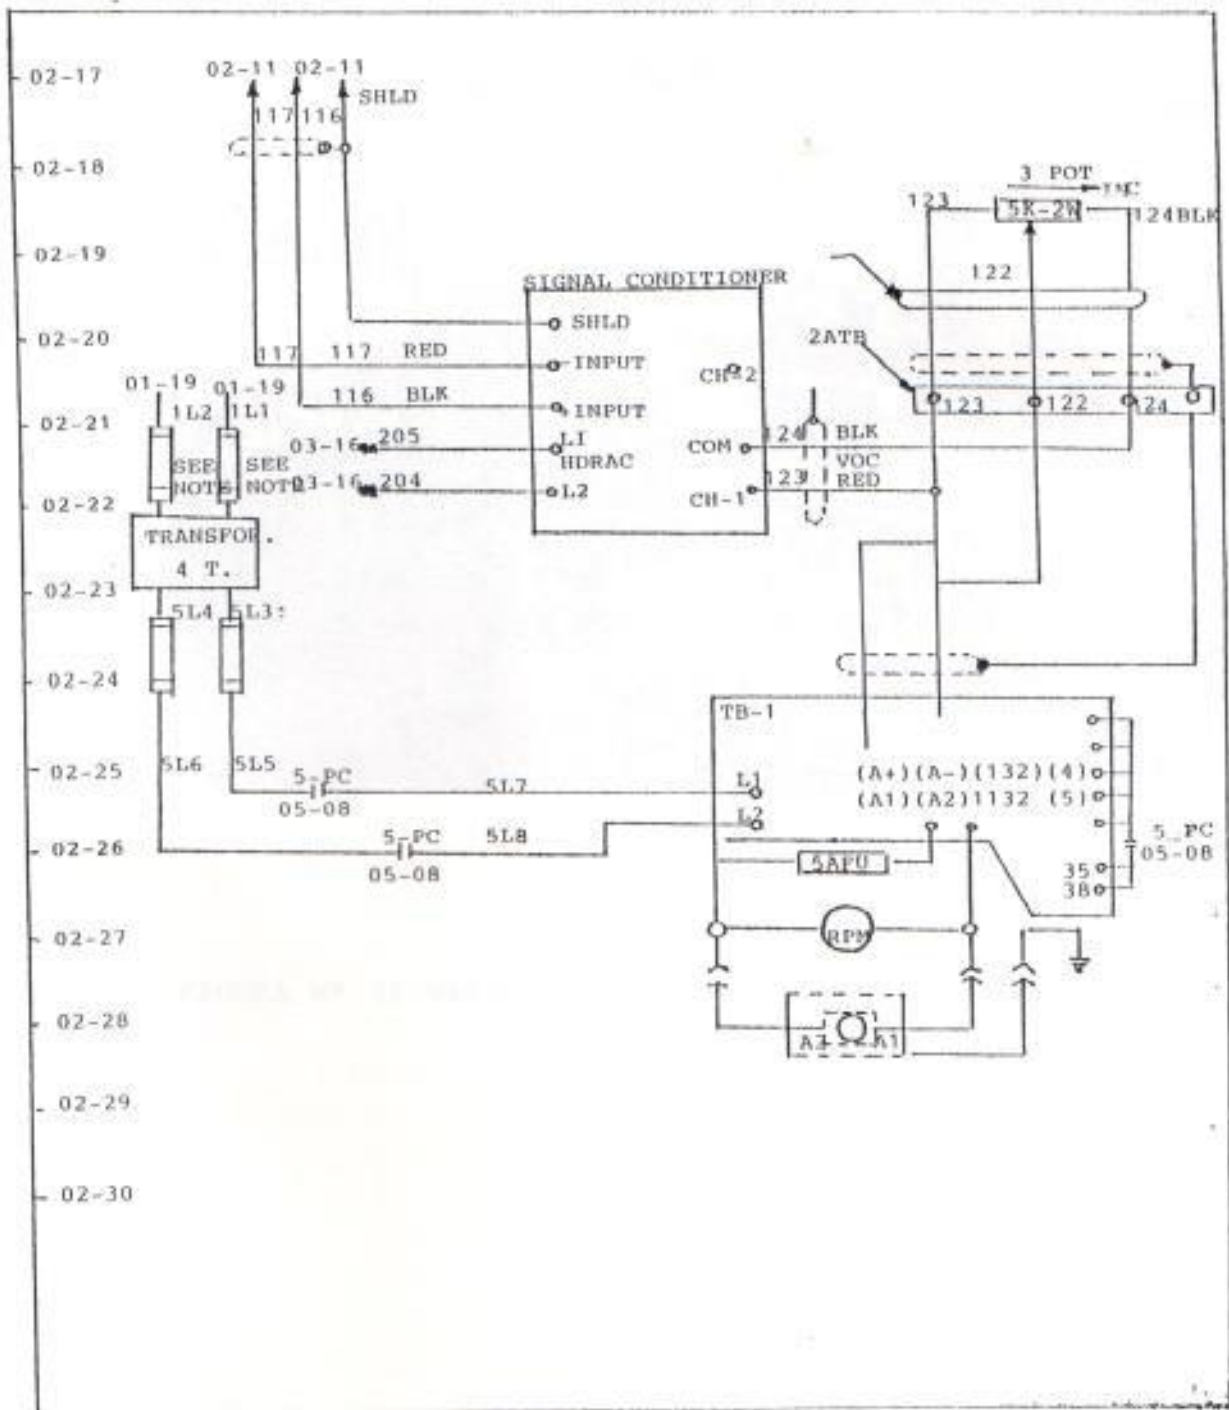 02-17
02-11 02-11
SHLD
117 116
02-18
3 POT
123
5K-2W
124BLK
02-19
122
SIGNAL CONDITIONER
SHLD
02-20
2ATB
117 117 RED
-INPUT
CH-2
01-19 01-19
116 BLK
+INPUT
123 122 124
1L2 1L1
02-21
03-16 205
L1
HDRAC
COM
124 BLK
VOC
SEE SEE
NOTE NOTE
03-16 204
L2
CH-1
123 RED
02-22
TRANSFOR.
4 T.
02-23
5L4 5L3
02-24
TB-1
5L6 5L5
02-25
5-PC
05-08
5L7
L1
(A+)(A-)(132)(4)
(A1)(A2)1132 (5)
L2
5-PC
05-08
5L8
02-26
5_PC
05-08
5AFU
35
38
02-27
RPM
02-28
A2 A1
02-29
02-30